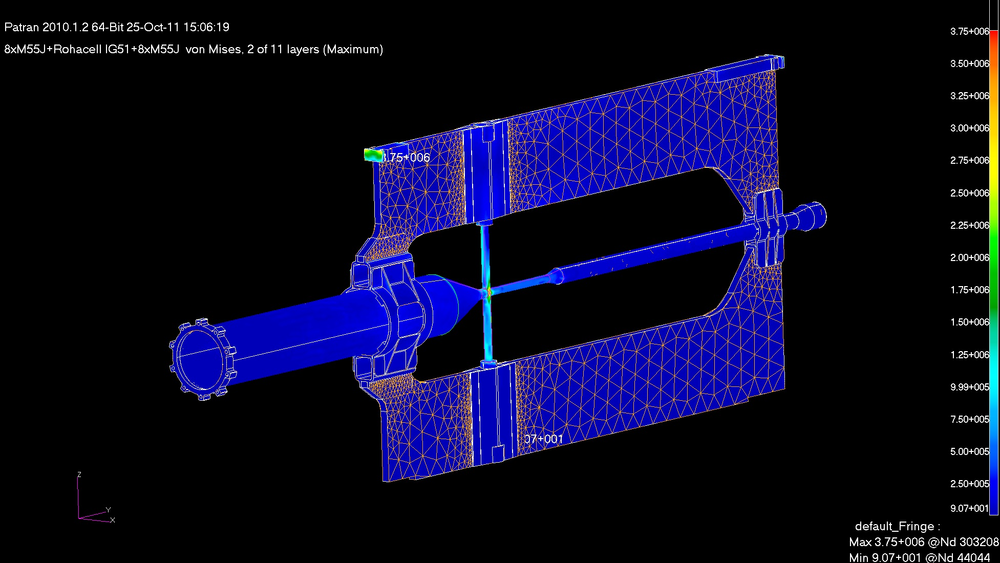 Patran 2010.1.2 64-Bit 25-Oct-11 15:06:19
8xM55J+Rohacell IG51+8xM55J von Mises, 2 of 11 layers (Maximum)
3.75+006
3.50+006
3.25+006
3.00+006
2.75+006
2.50+006
2.25+006
2.00+006
1.75+006
1.50+006
1.25+006
9.99+005
7.50+005
5.00+005
2.50+005
9.07+001
3.75+006
07+001
Z
Y
X
default_Fringe :
Max 3.75+006 @Nd 303208
Min 9.07+001 @Nd 44044